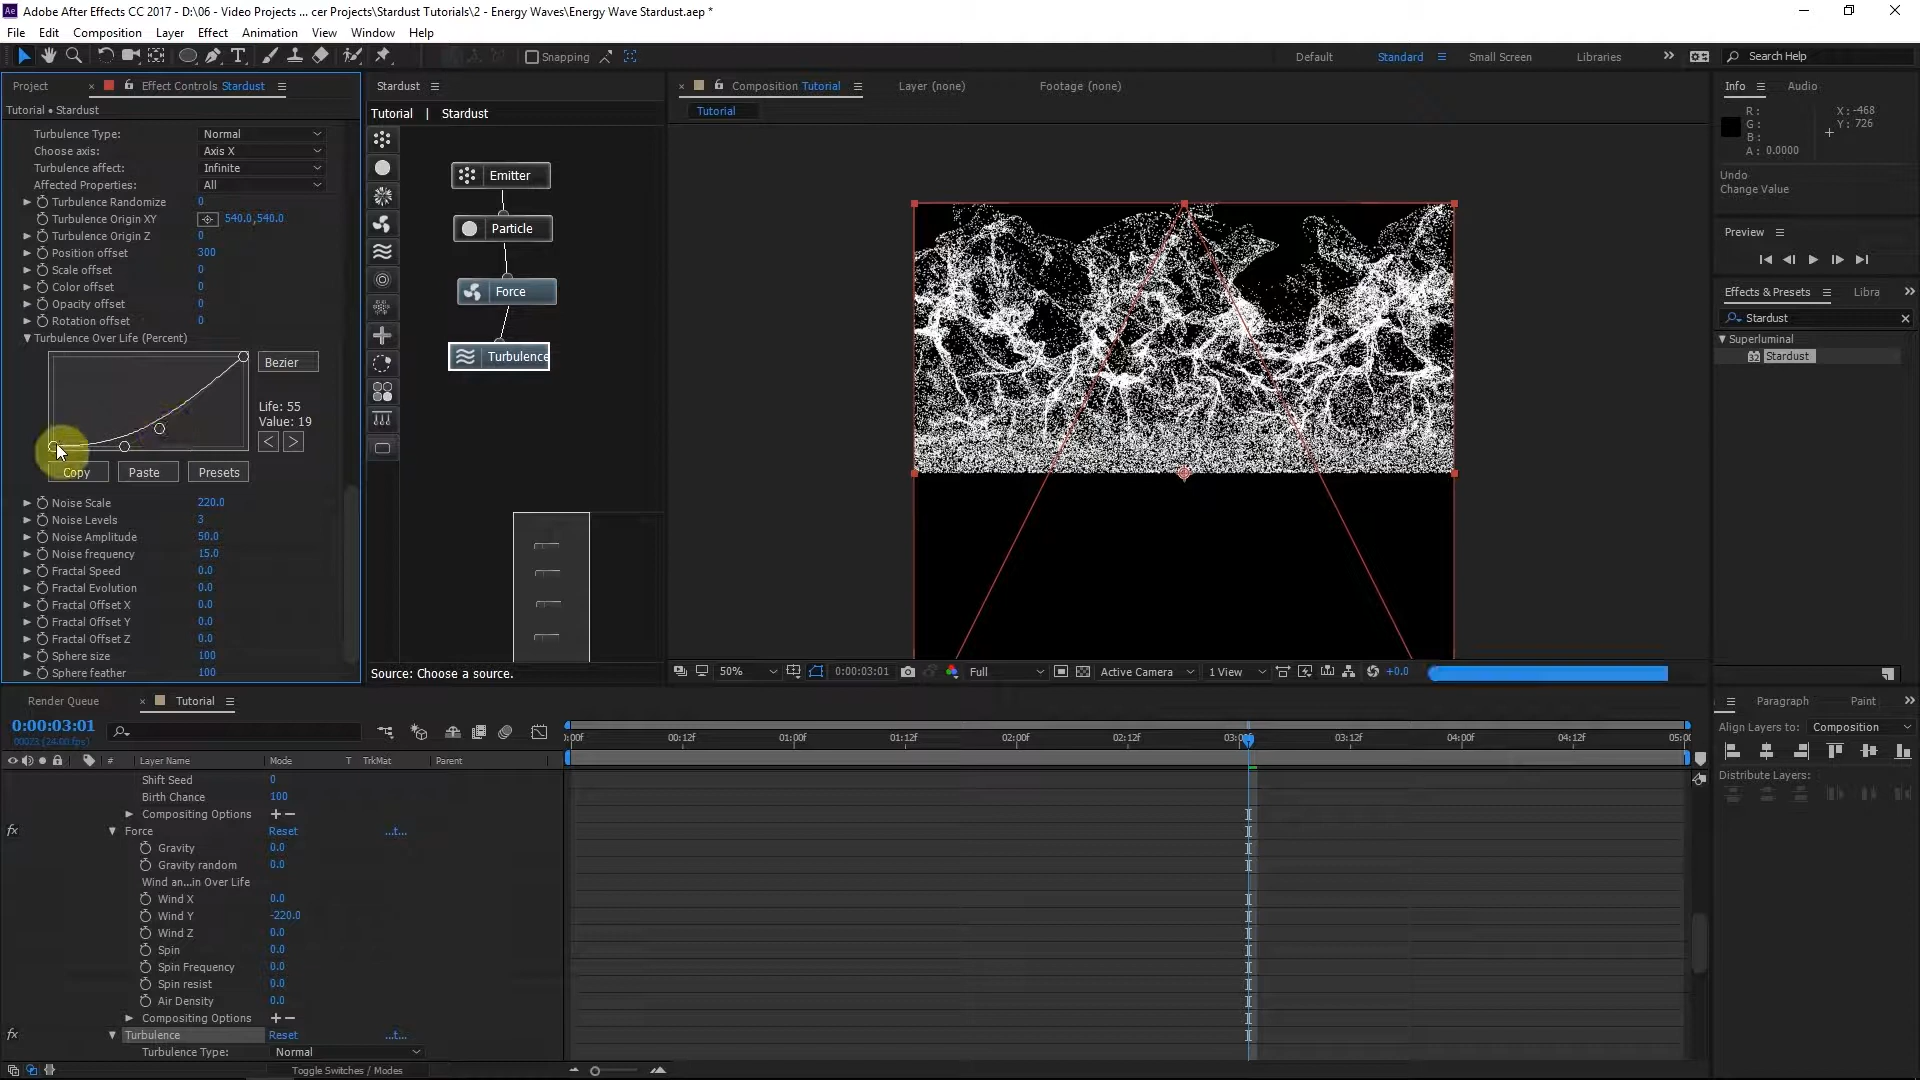 Adobe After Effects CC 2017 - D:\06 - Video Projects ... cer Projects\Stardust Tutorials\2 - Energy Waves\Energy Wave Stardust.aep *
File Edit Composition Layer Effect Animation View Window Help
Snapping
Default Standard Small Screen Libraries
Search Help
Project
Effect Controls Stardust
Tutorial • Stardust
Turbulence Type: Normal
Choose axis: Axis X
Turbulence affect: Infinite
Affected Properties: All
Turbulence Randomize 0
Turbulence Origin XY 540.0,540.0
Turbulence Origin Z 0
Position offset 300
Scale offset 0
Color offset 0
Opacity offset 0
Rotation offset 0
Turbulence Over Life (Percent)
Bezier
Life: 55
Value: 19
< >
Copy Paste Presets
Noise Scale 220.0
Noise Levels 3
Noise Amplitude 50.0
Noise frequency 15.0
Fractal Speed 0.0
Fractal Evolution 0.0
Fractal Offset X 0.0
Fractal Offset Y 0.0
Fractal Offset Z 0.0
Sphere size 100
Sphere feather 100
Stardust
Tutorial | Stardust
Emitter
Particle
Force
Turbulence
Source: Choose a source.
Composition Tutorial
Layer (none)
Footage (none)
Tutorial
50% 0:00:03:01 Full Active Camera 1 View +0.0
Info Audio
R :
G :
B :
A : 0.0000
X : -468
Y : 726
Undo
Change Value
Preview
Effects & Presets Libra
Stardust
Superluminal
32 Stardust
Render Queue
Tutorial
0:00:03:01
Layer Name Mode T TrkMat Parent
#
00:12f 01:00f 01:12f 02:00f 02:12f 03:12f 04:00f 04:12f
Shift Seed 0
Birth Chance 100
Compositing Options +−
fx Force Reset ...t...
Gravity 0.0
Gravity random 0.0
Wind an...in Over Life
Wind X 0.0
Wind Y -220.0
Wind Z 0.0
Spin 0.0
Spin Frequency 0.0
Spin resist 0.0
Air Density 0.0
Compositing Options +−
fx Turbulence Reset ...t...
Turbulence Type: Normal
Toggle Switches / Modes
Paragraph Paint
Align Layers to: Composition
Distribute Layers: